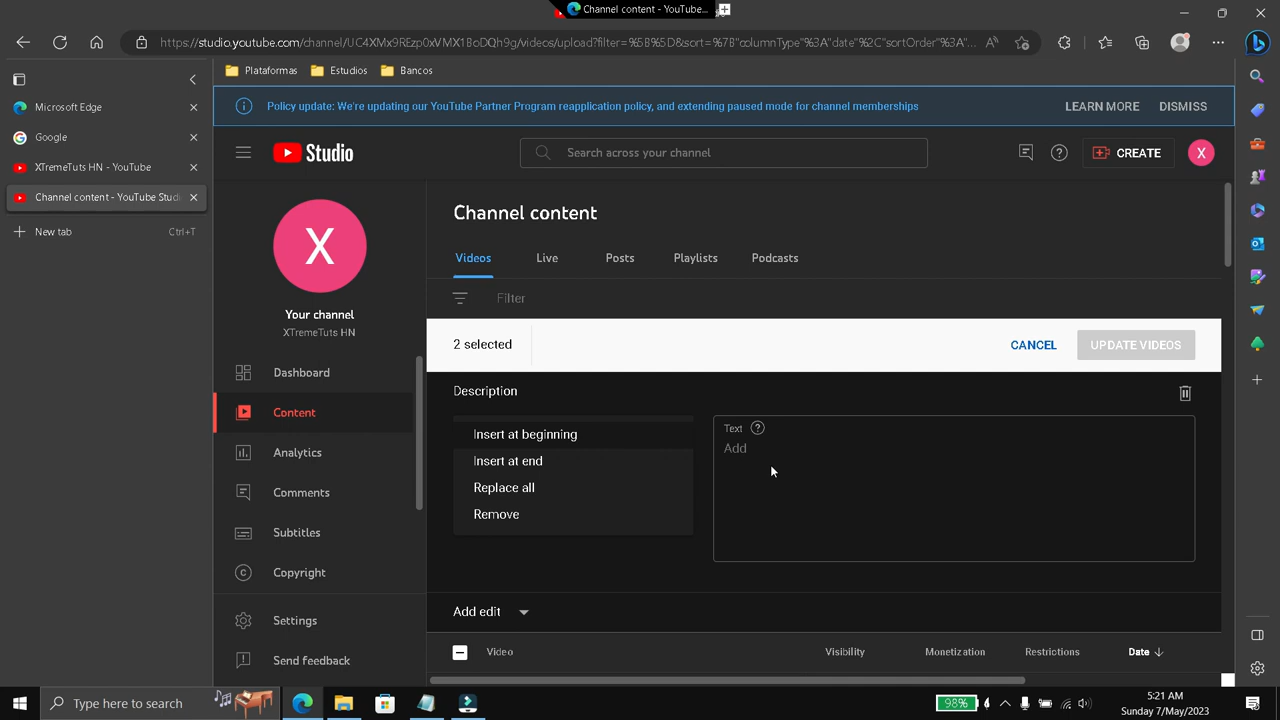 Channel content - YouTube...
https://studio.youtube.com/channel/UC4XMx9REzp0xVMX1BcDQh9g/videos/upload?filter=%5B%5D&sort=%7B"columnType"%3A"date"%2C"sortOrder"%3A...
Plataformas
Estudios
Bancos
Microsoft Edge
Google
XTremeTuts HN - YouTube
Channel content - YouTube Studi
New tab
Ctrl+T
Policy update: We're updating our YouTube Partner Program reapplication policy, and extending paused mode for channel memberships
LEARN MORE
DISMISS
Studio
Search across your channel
CREATE
X
X
Your channel
XTremeTuts HN
Dashboard
Content
Analytics
Comments
Subtitles
Copyright
Settings
Send feedback
Channel content
Videos
Live
Posts
Playlists
Podcasts
Filter
2 selected
CANCEL
UPDATE VIDEOS
Description
Insert at beginning
Insert at end
Replace all
Remove
Text
Add
Add edit
Video
Visibility
Monetization
Restrictions
Date
Type here to search
98%
5:21 AM
Sunday 7/May/2023